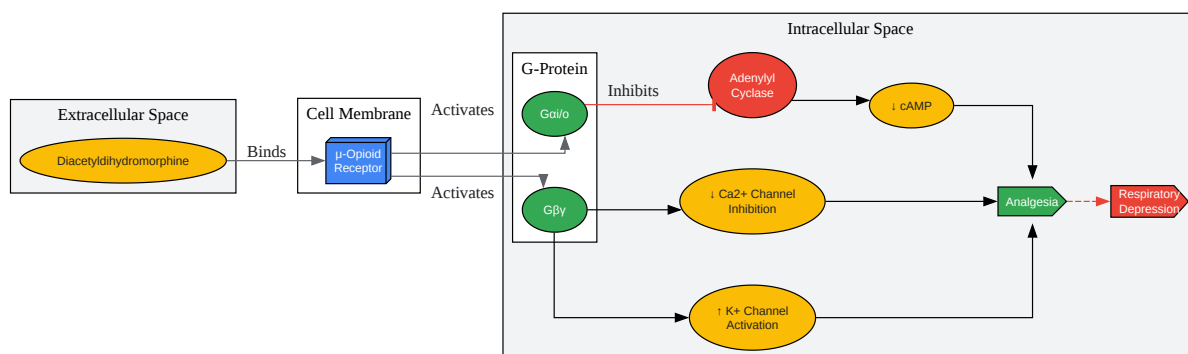 Intracellular Space
G-Protein
Adenylyl
Cyclase
Inhibits
Activates
Cell Membrane
Extracellular Space
Gαi/o
↓ cAMP
Binds
Diacetyldihydromorphine
μ-Opioid
Receptor
Activates
Gβγ
↓ Ca2+ Channel
Inhibition
Analgesia
Respiratory
Depression
↑ K+ Channel
Activation